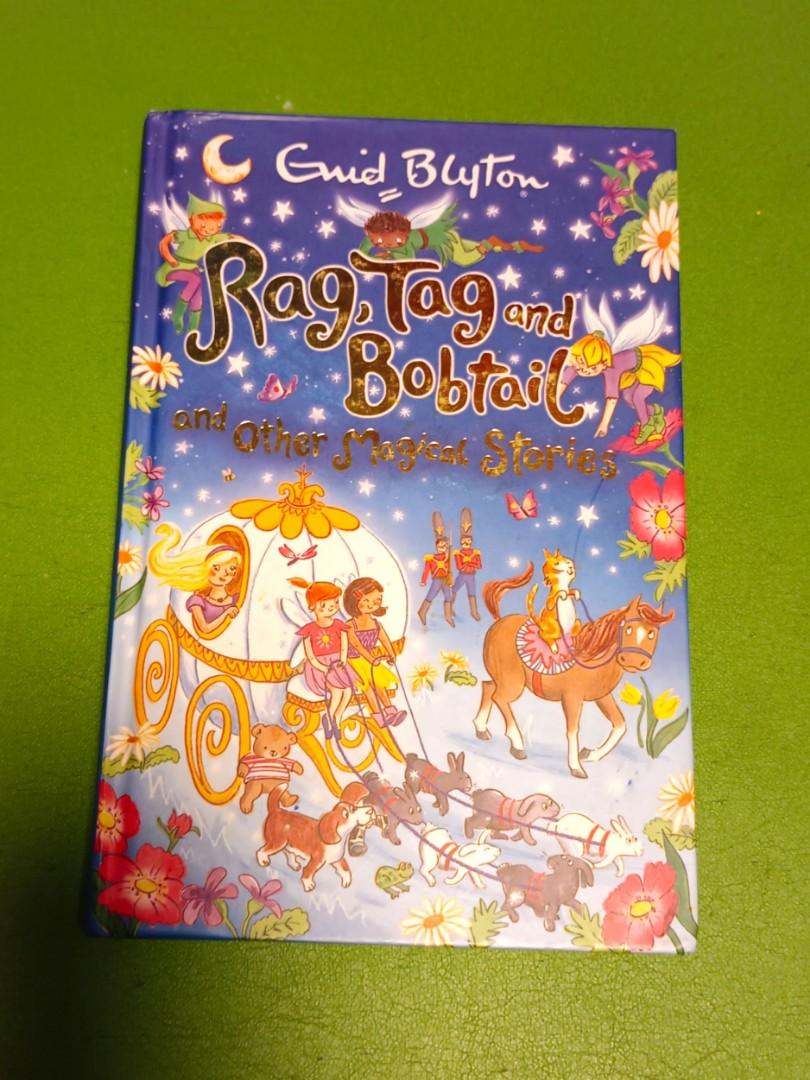 Enid Blyton
Rag, Tag and
Bobtail
and Other Magical Stories